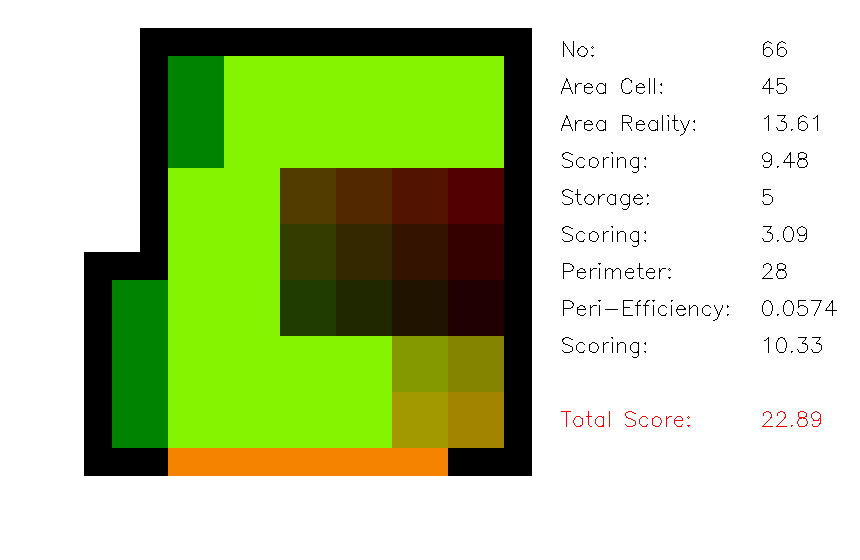 No: 66
Area Cell: 45
Area Reality: 13.61
Scoring: 9.48
Storage: 5
Scoring: 3.09
Perimeter: 28
Peri-Efficiency: 0.0574
Scoring: 10.33
Total Score: 22.89